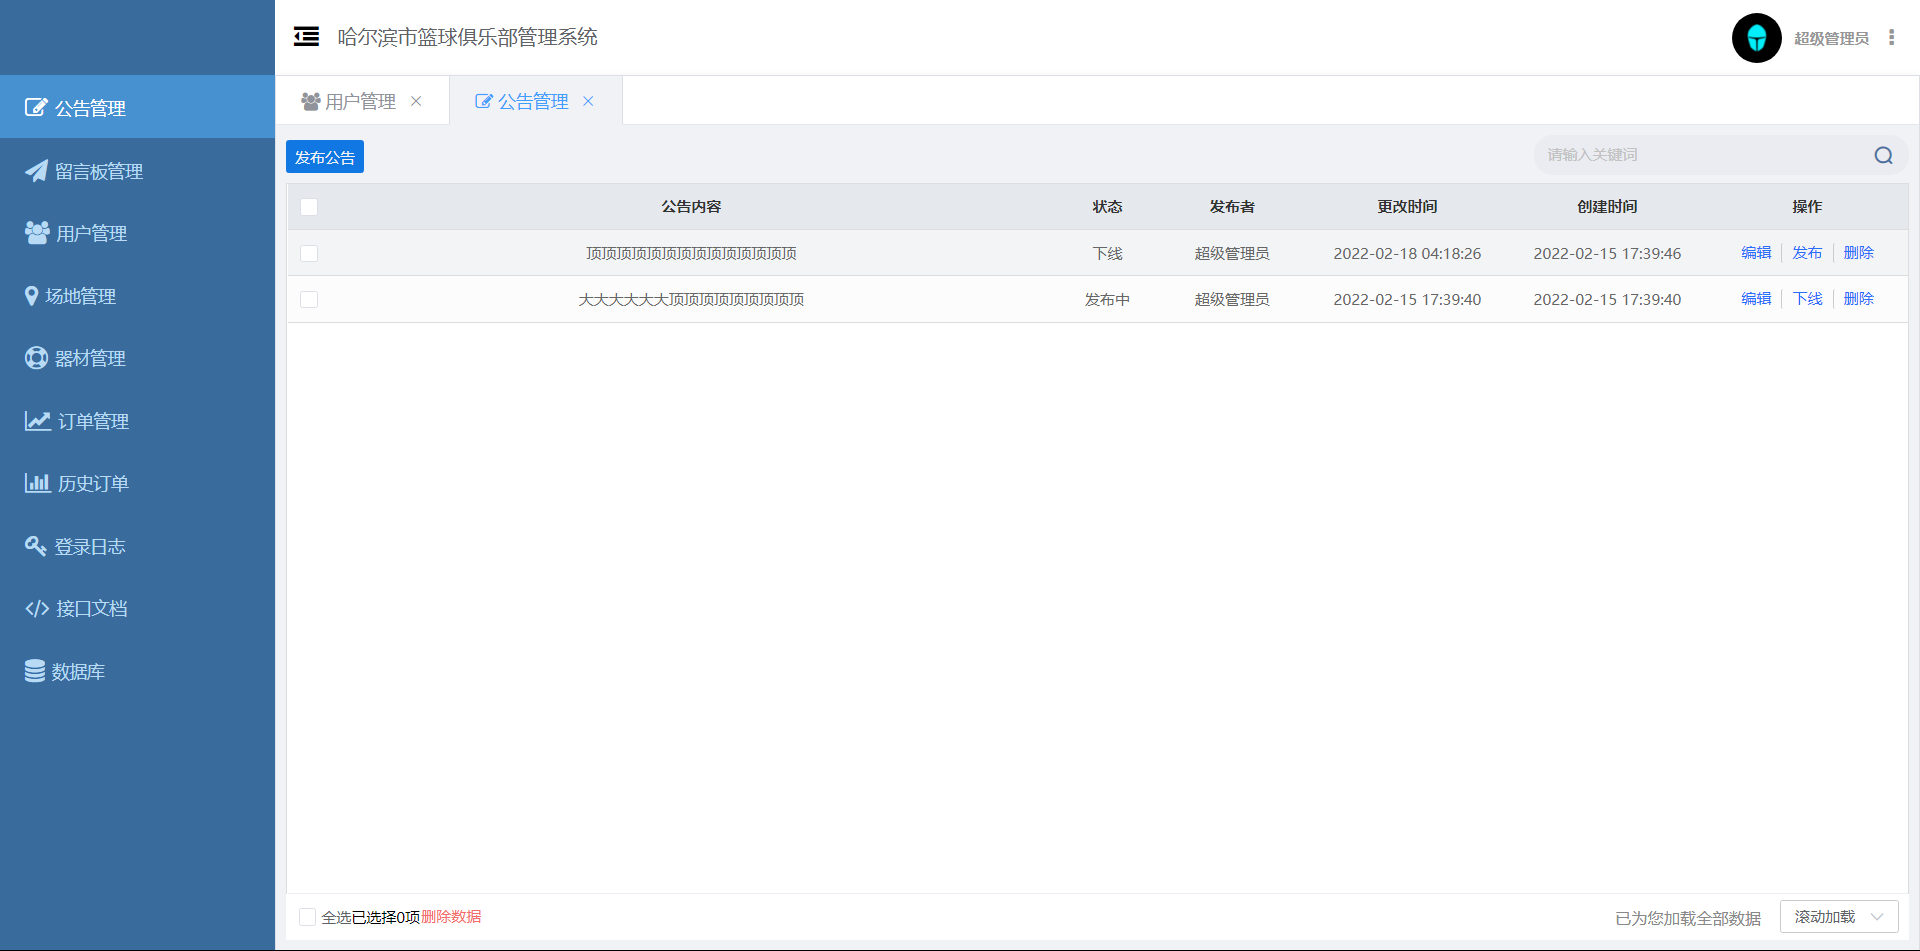 哈尔滨市篮球俱乐部管理系统
超级管理员
公告管理
留言板管理
用户管理
场地管理
器材管理
订单管理
历史订单
登录日志
接口文档
数据库
用户管理
公告管理
发布公告
请输入关键词
公告内容 状态 发布者 更改时间 创建时间 操作
顶顶顶顶顶顶顶顶顶顶顶顶顶顶 下线 超级管理员 2022-02-18 04:18:26 2022-02-15 17:39:46 编辑 发布 删除
大大大大大大顶顶顶顶顶顶顶顶顶 发布中 超级管理员 2022-02-15 17:39:40 2022-02-15 17:39:40 编辑 下线 删除
全选已选择0项删除数据
已为您加载全部数据 滚动加载